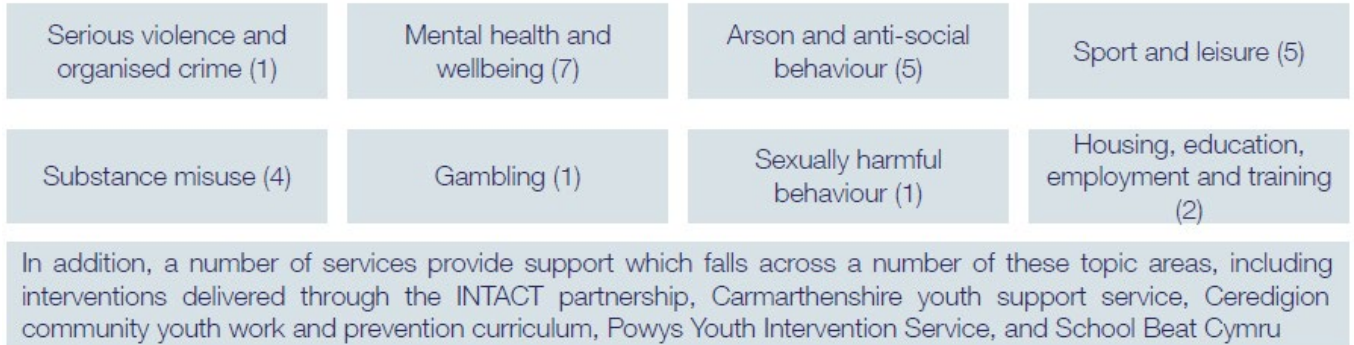 Serious violence and
organised crime (1)
Mental health and
wellbeing (7)
Arson and anti-social
behaviour (5)
Sport and leisure (5)
Substance misuse (4)
Gambling (1)
Sexually harmful
behaviour (1)
Housing, education,
employment and training
(2)
In addition, a number of services provide support which falls across a number of these topic areas, including
interventions delivered through the INTACT partnership, Carmarthenshire youth support service, Ceredigion
community youth work and prevention curriculum, Powys Youth Intervention Service, and School Beat Cymru